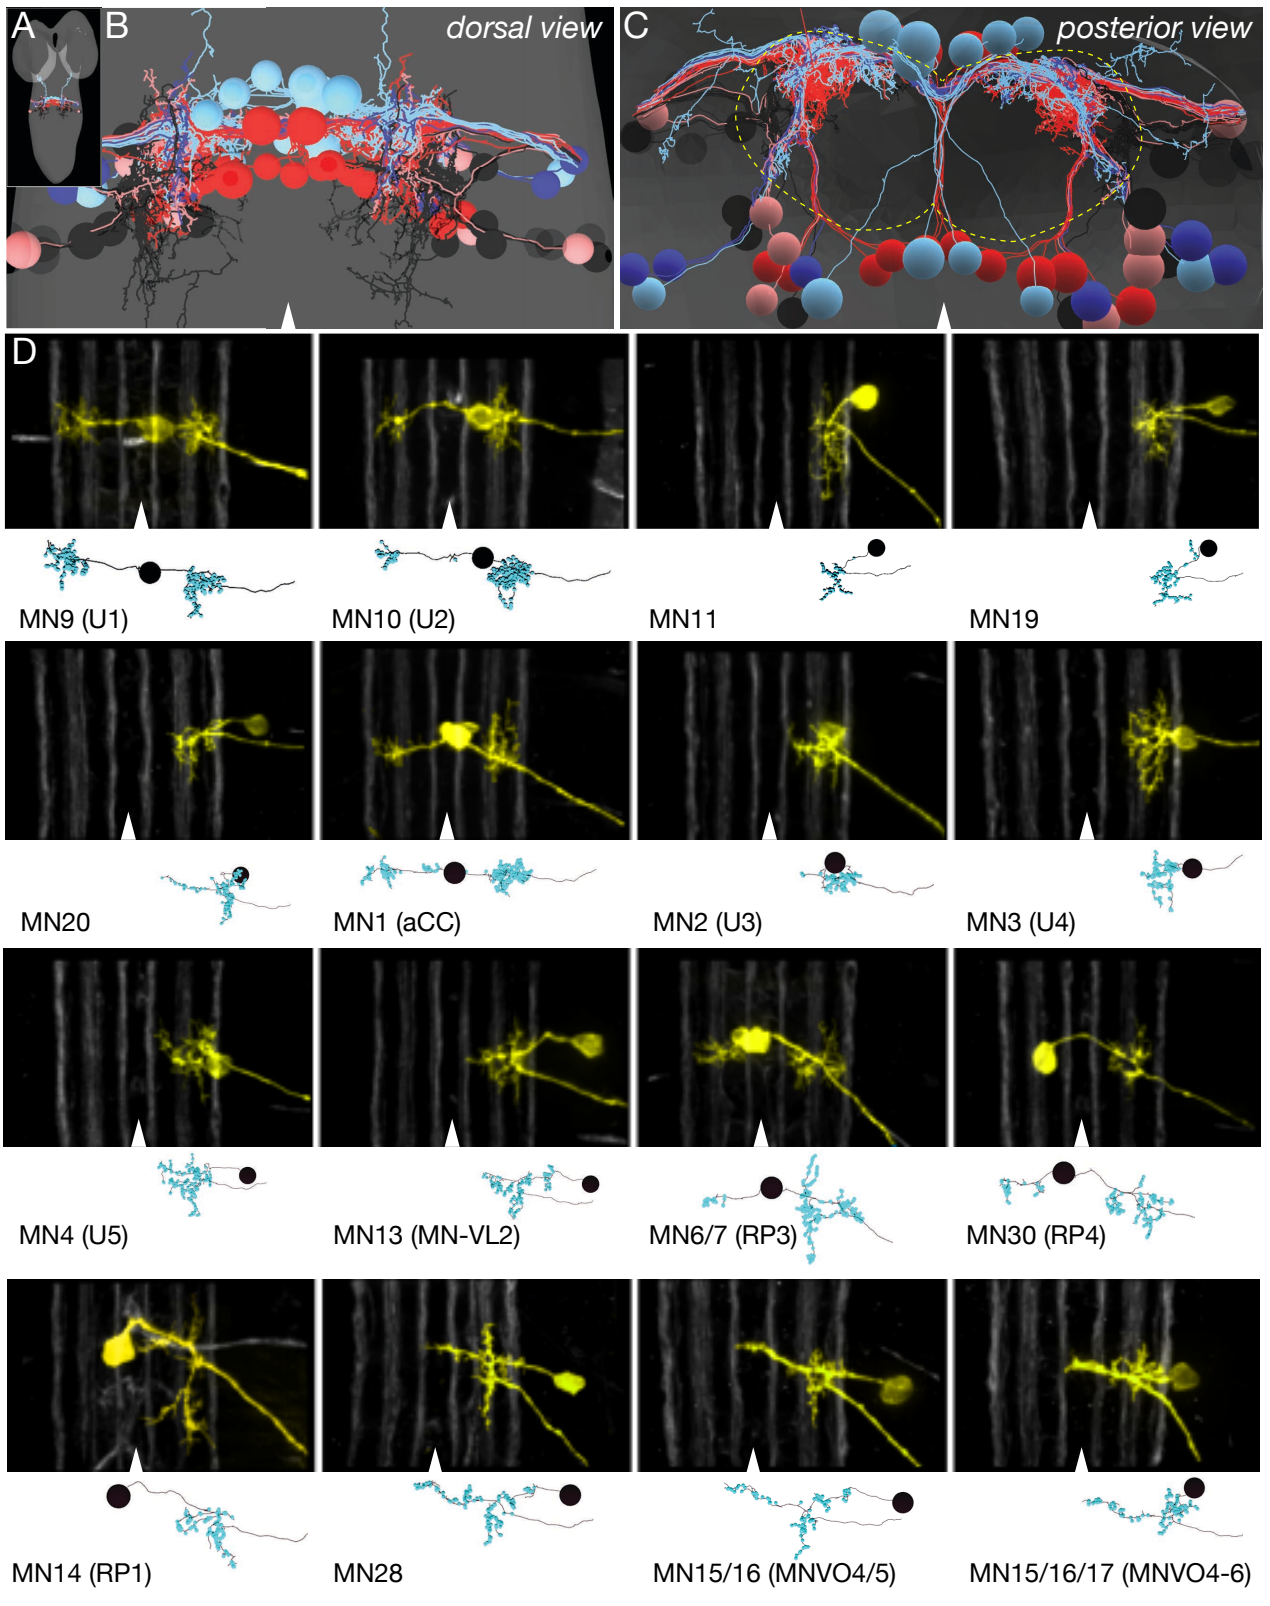 A
B
dorsal view
C
posterior view
D
MN9 (U1)
MN10 (U2)
MN11
MN19
MN20
MN1 (aCC)
MN2 (U3)
MN3 (U4)
MN4 (U5)
MN13 (MN-VL2)
MN6/7 (RP3)
MN30 (RP4)
MN14 (RP1)
MN28
MN15/16 (MNVO4/5)
MN15/16/17 (MNVO4-6)